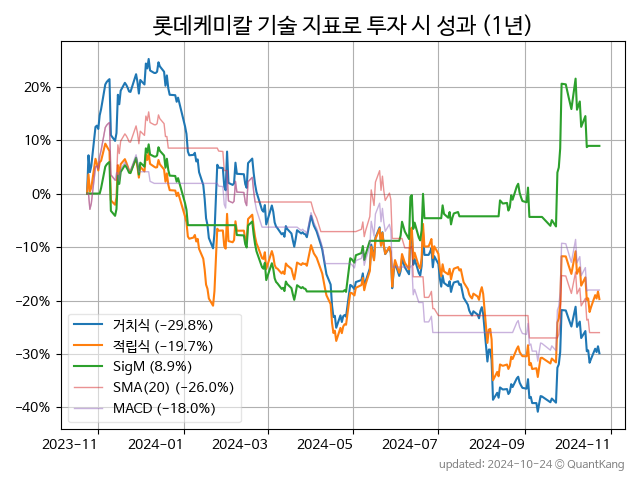 롯데케미칼 기술 지표로 투자 시 성과 (1년)
20%
10%
0%
−10%
−20%
−30%
−40%
거치식 (−29.8%)
적립식 (−19.7%)
SigM (8.9%)
SMA(20) (−26.0%)
MACD (−18.0%)
2023-11 2024-01 2024-03 2024-05 2024-07 2024-09 2024-11
updated: 2024-10-24 © QuantKang